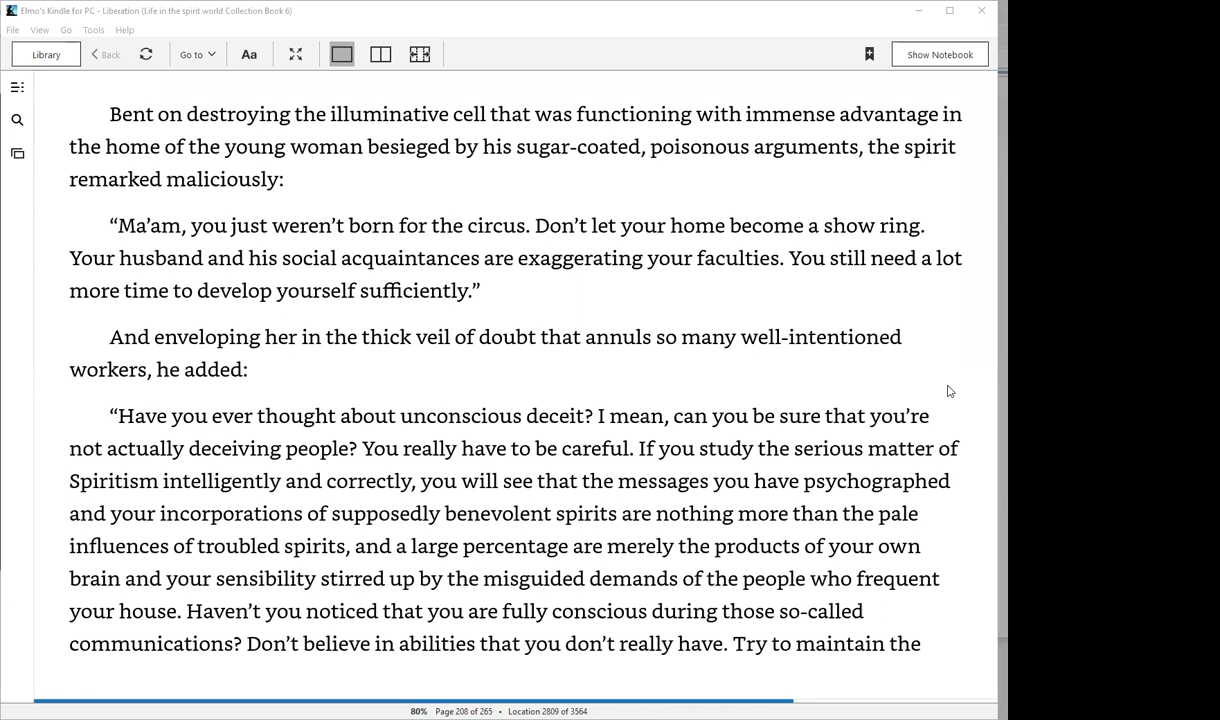 Elmo's Kindle for PC - Liberation (Life in the spirit world Collection Book 6)
File View Go Tools Help
Library Back Go to Aa Show Notebook
Bent on destroying the illuminative cell that was functioning with immense advantage in
the home of the young woman besieged by his sugar-coated, poisonous arguments, the spirit
remarked maliciously:
“Ma’am, you just weren’t born for the circus. Don’t let your home become a show ring.
Your husband and his social acquaintances are exaggerating your faculties. You still need a lot
more time to develop yourself sufficiently.”
And enveloping her in the thick veil of doubt that annuls so many well-intentioned
workers, he added:
“Have you ever thought about unconscious deceit? I mean, can you be sure that you’re
not actually deceiving people? You really have to be careful. If you study the serious matter of
Spiritism intelligently and correctly, you will see that the messages you have psychographed
and your incorporations of supposedly benevolent spirits are nothing more than the pale
influences of troubled spirits, and a large percentage are merely the products of your own
brain and your sensibility stirred up by the misguided demands of the people who frequent
your house. Haven’t you noticed that you are fully conscious during those so-called
communications? Don’t believe in abilities that you don’t really have. Try to maintain the
80% Page 208 of 265 • Location 2809 of 3564